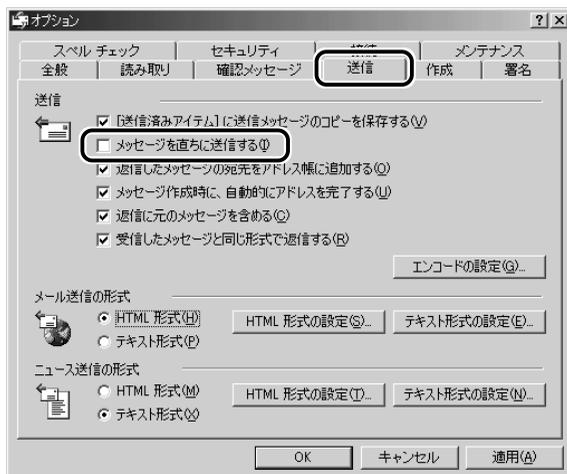 オプション
スペル チェック セキュリティ 接続 メンテナンス
全般 読み取り 確認メッセージ 送信 作成 署名
送信
[送信済みアイテム] に送信メッセージのコピーを保存する(V)
メッセージを直ちに送信する(I)
返信したメッセージの宛先をアドレス帳に追加する(O)
メッセージ作成時に、自動的にアドレスを完了する(U)
返信に元のメッセージを含める(C)
受信したメッセージと同じ形式で返信する(R)
エンコードの設定(G)...
メール送信の形式
HTML 形式(H) HTML 形式の設定(S)... テキスト形式の設定(E)...
テキスト形式(P)
ニュース送信の形式
HTML 形式(M) HTML 形式の設定(T)... テキスト形式の設定(N)...
テキスト形式(X)
OK キャンセル 適用(A)